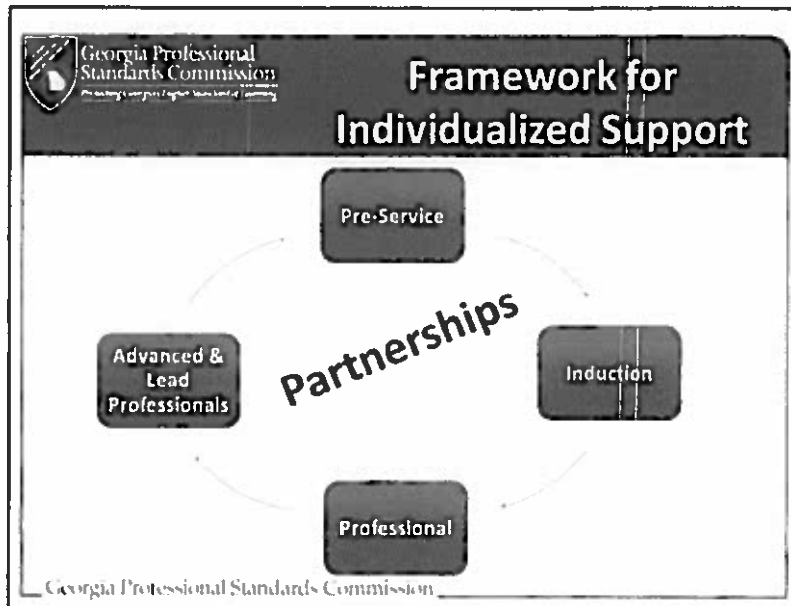 Georgia Professional
Standards Commission
Framework for
Individualized Support
Pre-Service
Partnerships
Advanced &
Lead
Professionals
Induction
Professional
Georgia Professional Standards Commission